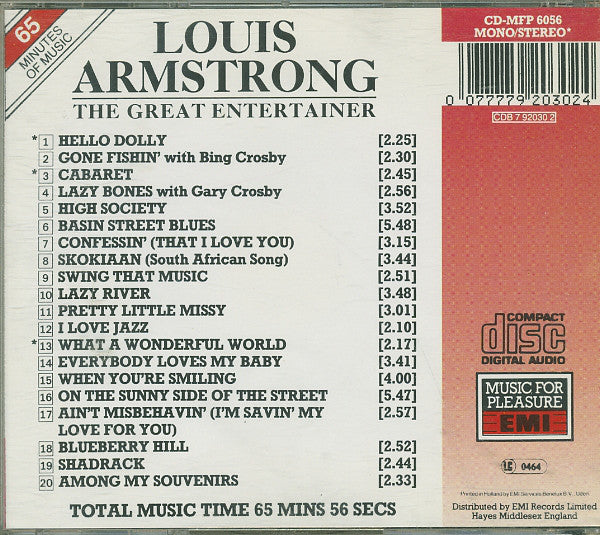 65
MINUTES
OF MUSIC
LOUIS
ARMSTRONG
THE GREAT ENTERTAINER
* 1 HELLO DOLLY [2.25]
2 GONE FISHIN' with Bing Crosby [2.30]
* 3 CABARET [2.45]
4 LAZY BONES with Gary Crosby [2.56]
5 HIGH SOCIETY [3.52]
6 BASIN STREET BLUES [5.48]
7 CONFESSIN' (THAT I LOVE YOU) [3.15]
8 SKOKIAAN (South African Song) [3.44]
9 SWING THAT MUSIC [2.51]
10 LAZY RIVER [3.48]
11 PRETTY LITTLE MISSY [3.01]
12 I LOVE JAZZ [2.10]
* 13 WHAT A WONDERFUL WORLD [2.17]
14 EVERYBODY LOVES MY BABY [3.41]
15 WHEN YOU'RE SMILING [4.00]
16 ON THE SUNNY SIDE OF THE STREET [5.47]
17 AIN'T MISBEHAVIN' (I'M SAVIN' MY [2.57]
LOVE FOR YOU)
18 BLUEBERRY HILL [2.52]
19 SHADRACK [2.44]
20 AMONG MY SOUVENIRS [2.33]
TOTAL MUSIC TIME 65 MINS 56 SECS
CD-MFP 6056
MONO/STEREO*
0 077779 203024
CDB 7 92030 2
COMPACT
disc
DIGITAL AUDIO
MUSIC FOR
PLEASURE
EMI
LC 0464
Printed in Holland by EMI Services Benelux B.V., Uden
Distributed by EMI Records Limited
Hayes Middlesex England